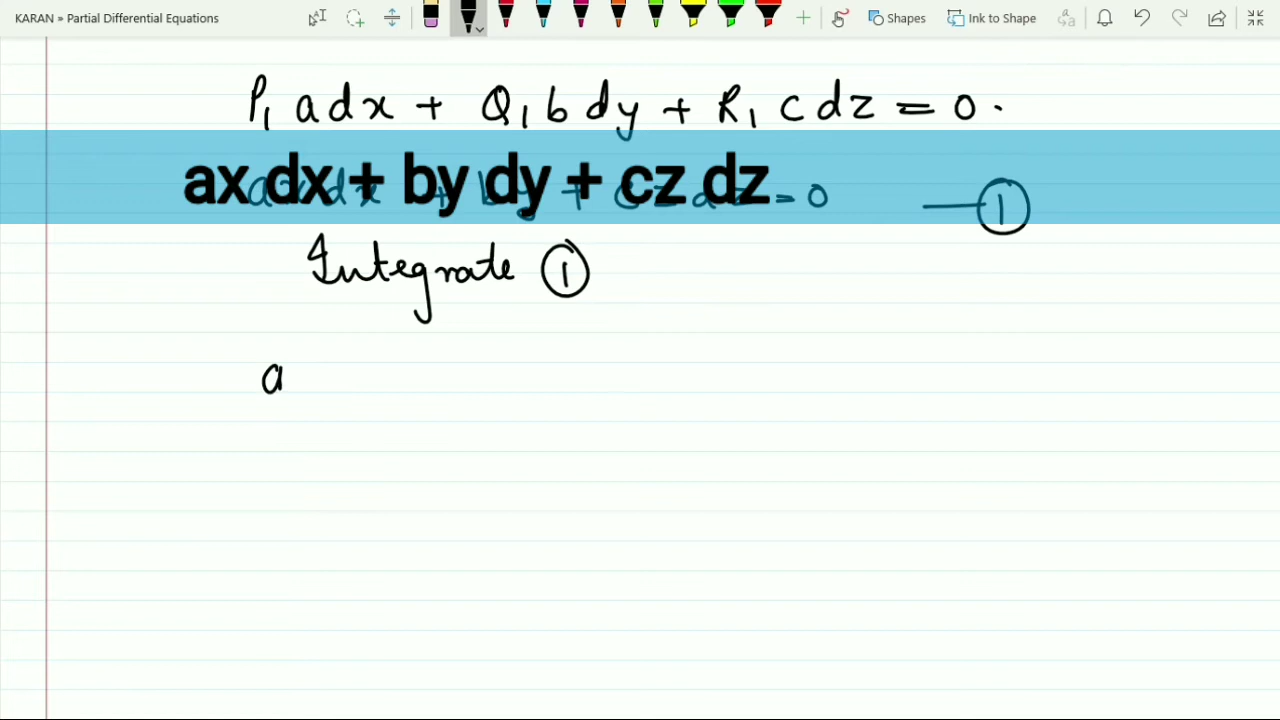 KARAN » Partial Differential Equations
Shapes
Ink to Shape
P₁ a dx + Q₁ b dy + R₁ c dz = 0.
ax dx + by dy + cz dz
= 0 —①
Integrate ①
a